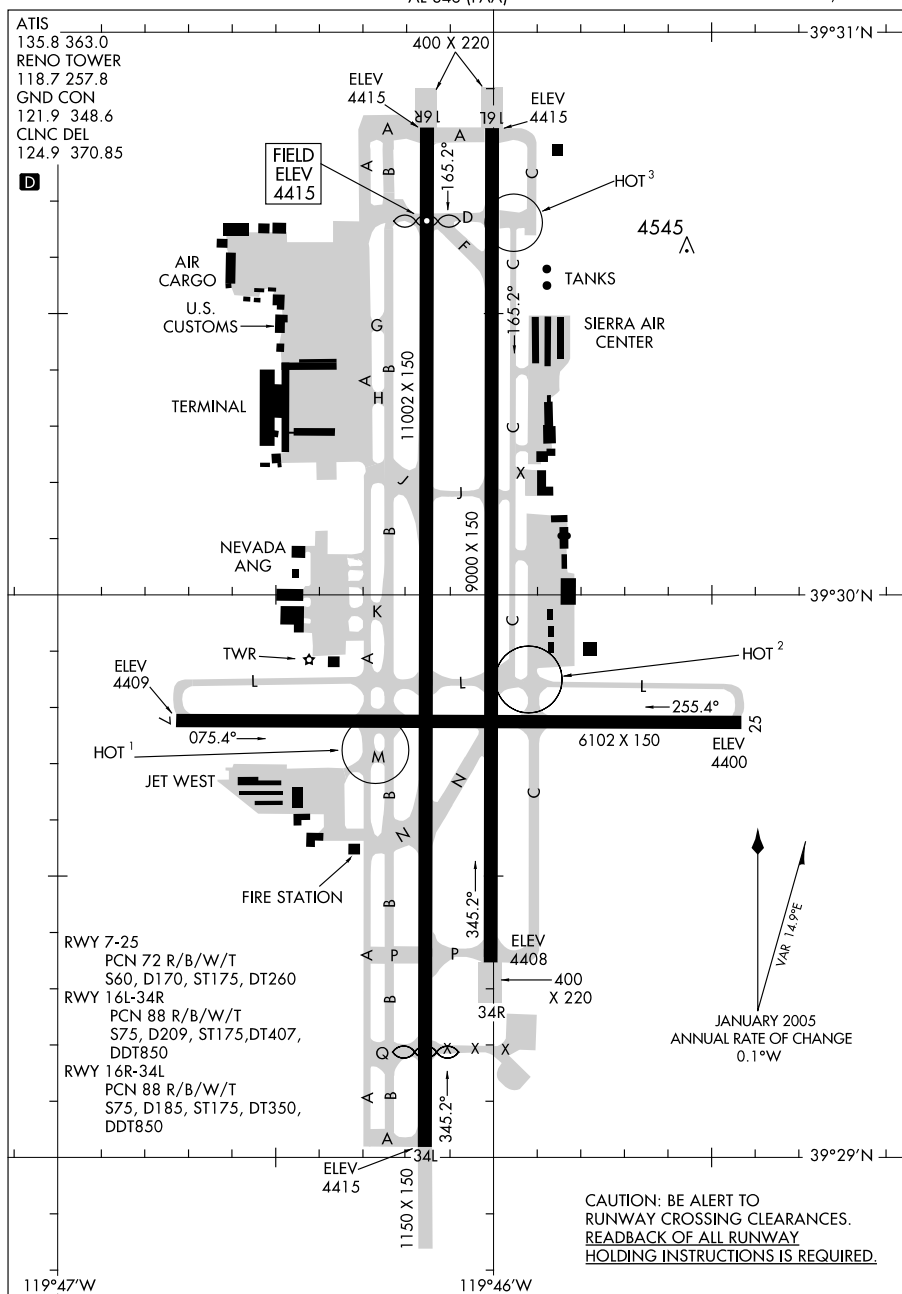 AL-346 (FAA)
ATIS
135.8 363.0
RENO TOWER
118.7 257.8
GND CON
121.9 348.6
CLNC DEL
124.9 370.85
D
400 X 220
39°31'N
ELEV
4415
16R
16L
ELEV
4415
A
A
FIELD
ELEV
4415
A
B
165.2°
C
HOT 3
D
F
4545
AIR
CARGO
C
TANKS
U.S.
CUSTOMS
G
165.2°
SIERRA AIR
CENTER
B
A
H
TERMINAL
11002 X 150
C
X
J
J
B
9000 X 150
NEVADA
ANG
39°30'N
K
C
TWR
A
HOT 2
ELEV
4409
L
L
L
7
255.4°
25
075.4°
6102 X 150
ELEV
4400
HOT 1
M
JET WEST
B
N
C
N
FIRE STATION
345.2°
B
RWY 7-25
PCN 72 R/B/W/T
S60, D170, ST175, DT260
RWY 16L-34R
PCN 88 R/B/W/T
S75, D209, ST175,DT407,
DDT850
RWY 16R-34L
PCN 88 R/B/W/T
S75, D185, ST175, DT350,
DDT850
A
P
P
ELEV
4408
B
400
X 220
34R
VAR 14.9°E
JANUARY 2005
ANNUAL RATE OF CHANGE
0.1°W
Q
X X X
A
B
345.2°
A
34L
39°29'N
ELEV
4415
1150 X 150
CAUTION: BE ALERT TO
RUNWAY CROSSING CLEARANCES.
READBACK OF ALL RUNWAY
HOLDING INSTRUCTIONS IS REQUIRED.
119°47'W
119°46'W